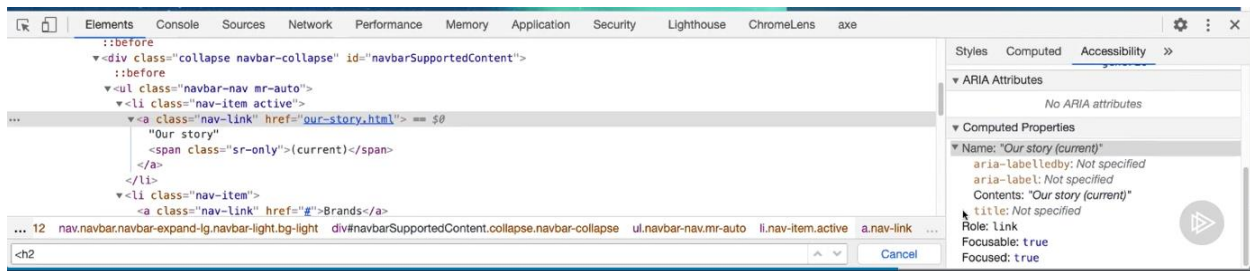 Elements Console Sources Network Performance Memory Application Security Lighthouse ChromeLens axe
::before
▼<div class="collapse navbar-collapse" id="navbarSupportedContent">
::before
▼<ul class="navbar-nav mr-auto">
▼<li class="nav-item active">
... ▼<a class="nav-link" href="our-story.html"> == $0
"Our story"
<span class="sr-only">(current)</span>
</a>
</li>
▼<li class="nav-item">
<a class="nav-link" href="#">Brands</a>
... 12 nav.navbar.navbar-expand-lg.navbar-light.bg-light div#navbarSupportedContent.collapse.navbar-collapse ul.navbar-nav.mr-auto li.nav-item.active a.nav-link ...
<h2 Cancel
Styles Computed Accessibility »
▼ ARIA Attributes
No ARIA attributes
▼ Computed Properties
▼ Name: "Our story (current)"
aria-labelledby: Not specified
aria-label: Not specified
Contents: "Our story (current)"
title: Not specified
Role: link
Focusable: true
Focused: true